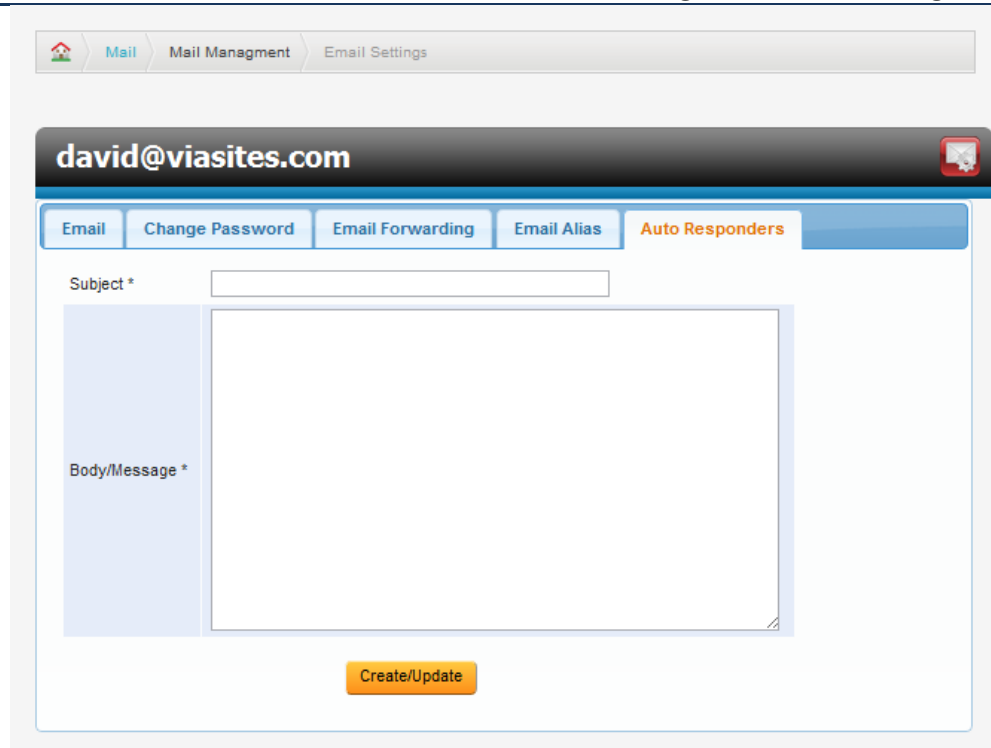 Mail Mail Managment Email Settings
david@viasites.com
Email Change Password Email Forwarding Email Alias Auto Responders
Subject *
Body/Message *
Create/Update